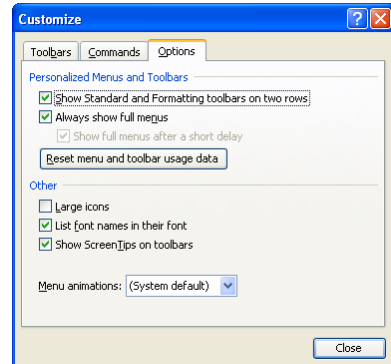 Customize
Toolbars Commands Options
Personalized Menus and Toolbars
Show Standard and Formatting toolbars on two rows
Always show full menus
Show full menus after a short delay
Reset menu and toolbar usage data
Other
Large icons
List font names in their font
Show ScreenTips on toolbars
Menu animations: (System default)
Close